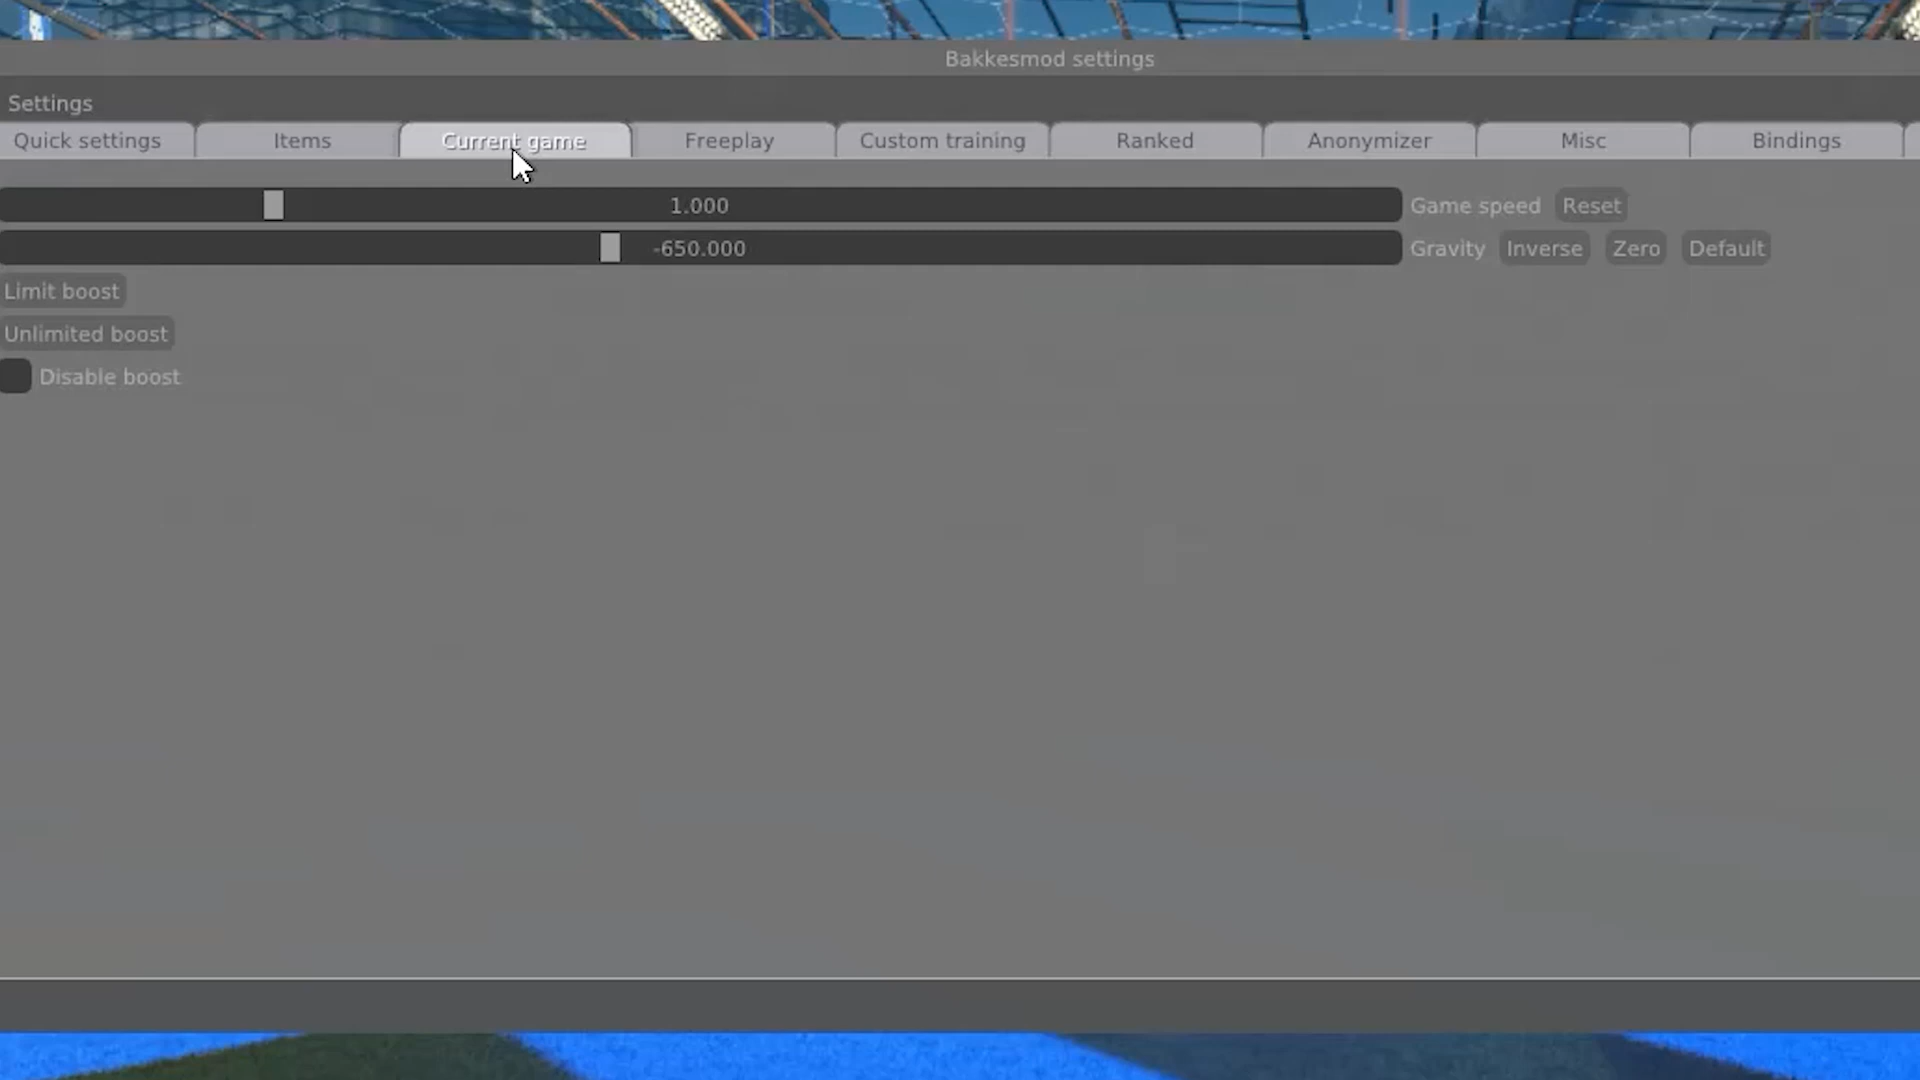 Bakkesmod settings
Settings
Quick settings Items Current game Freeplay Custom training Ranked Anonymizer Misc Bindings
1.000 Game speed Reset
-650.000 Gravity Inverse Zero Default
Limit boost
Unlimited boost
Disable boost